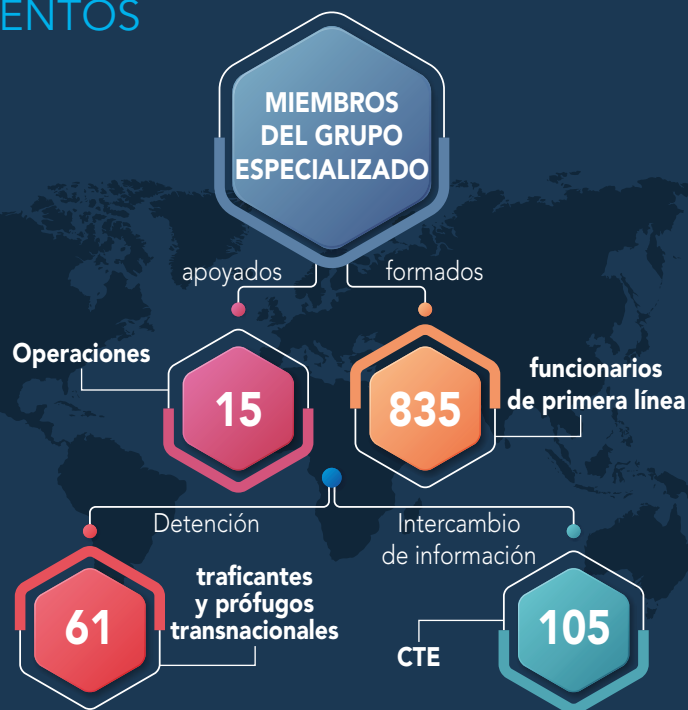 ENTOS
MIEMBROS
DEL GRUPO
ESPECIALIZADO
apoyados
formados
Operaciones
15
835
funcionarios
de primera línea
Detención
Intercambio
de información
61
traficantes
y prófugos
transnacionales
CTE
105